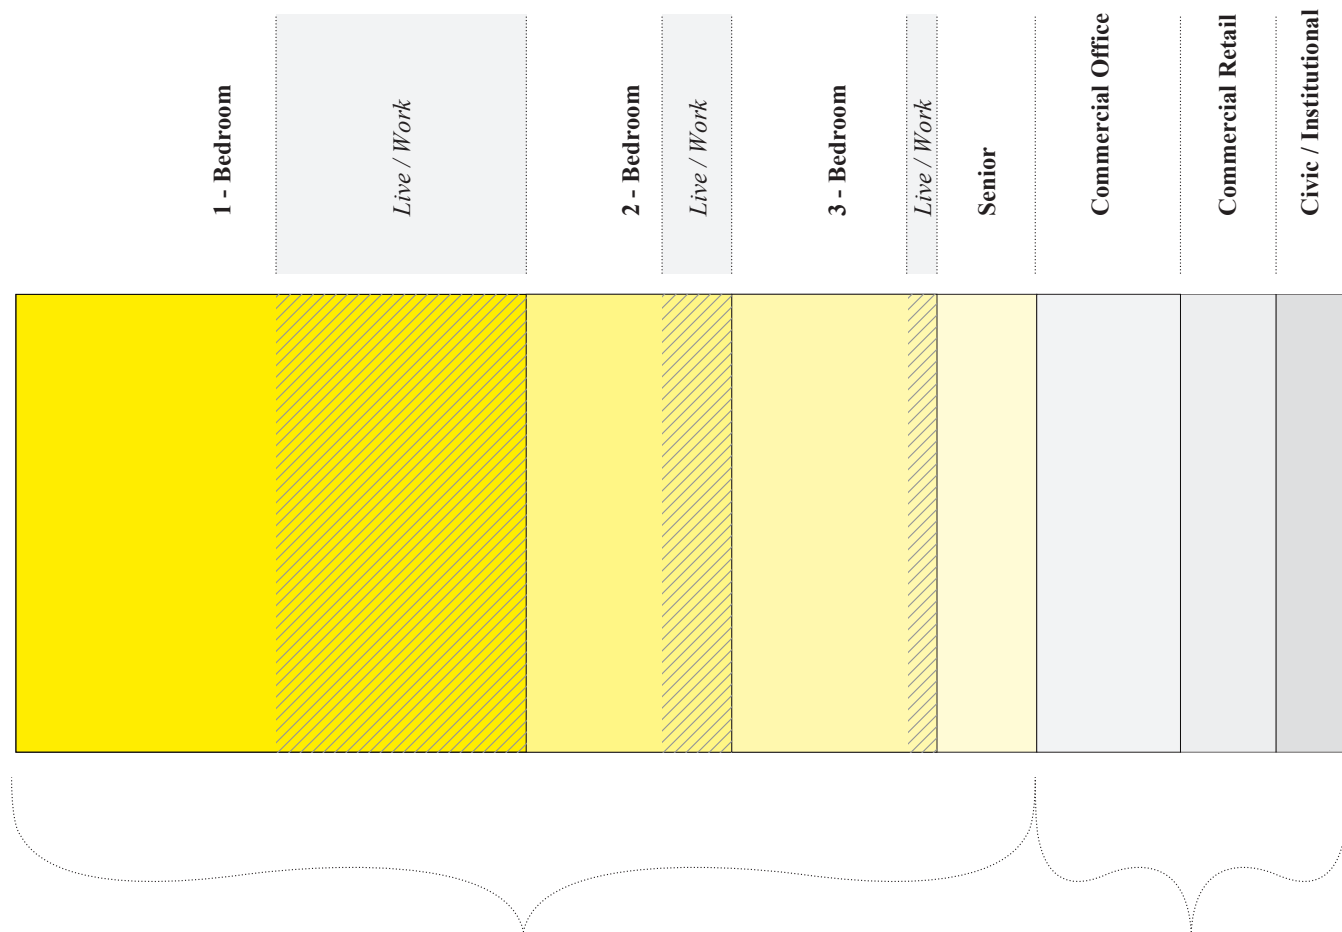 1 - Bedroom
Live / Work
2 - Bedroom
Live / Work
3 - Bedroom
Live / Work
Senior
Commercial Office
Commercial Retail
Civic / Institutional